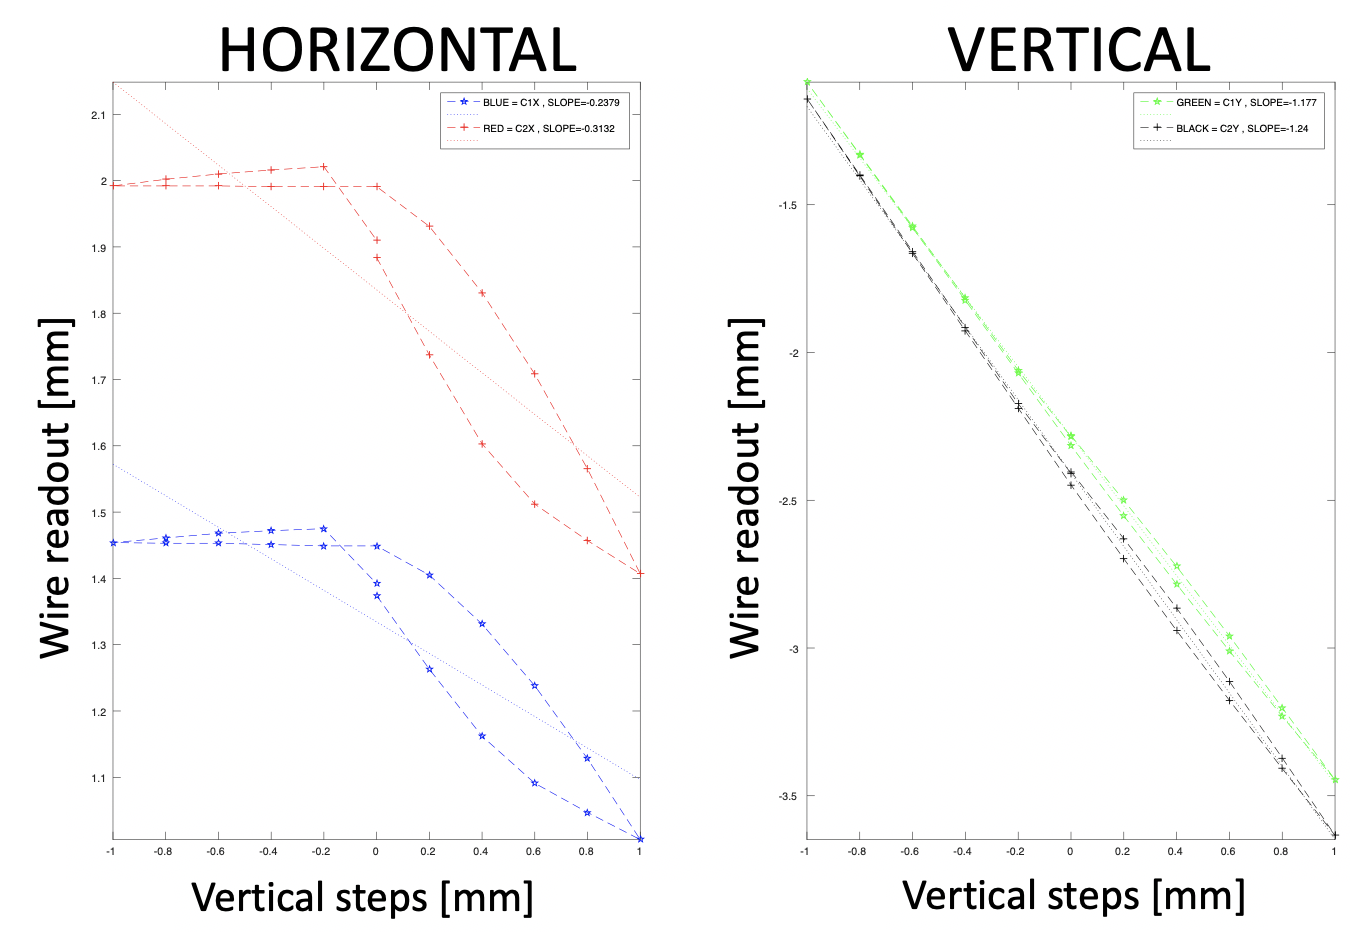 HORIZONTAL
BLUE = C1X , SLOPE=-0.2379
RED = C2X , SLOPE=-0.3132
2.1
2
1.9
1.8
1.7
1.6
1.5
1.4
1.3
1.2
1.1
-1 -0.8 -0.6 -0.4 -0.2 0 0.2 0.4 0.6 0.8 1
Wire readout [mm]
Vertical steps [mm]
VERTICAL
GREEN = C1Y , SLOPE=-1.177
BLACK = C2Y , SLOPE=-1.24
-1.5
-2
-2.5
-3
-3.5
-1 -0.8 -0.6 -0.4 -0.2 0 0.2 0.4 0.6 0.8 1
Wire readout [mm]
Vertical steps [mm]